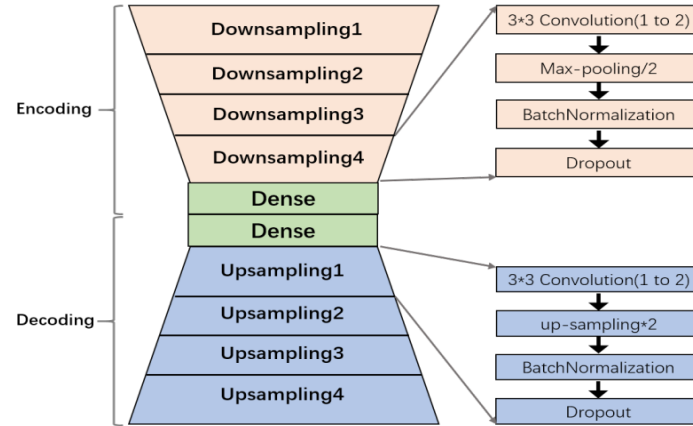 Downsampling1
Downsampling2
Downsampling3
Downsampling4
Dense
Dense
Upsampling1
Upsampling2
Upsampling3
Upsampling4
Encoding
Decoding
3*3 Convolution(1 to 2)
Max-pooling/2
BatchNormalization
Dropout
3*3 Convolution(1 to 2)
up-sampling*2
BatchNormalization
Dropout